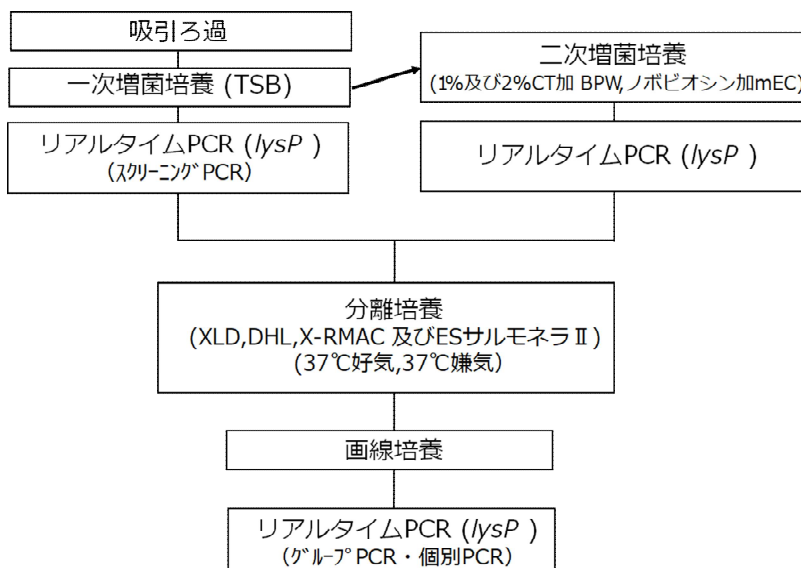 吸引ろ過
一次増菌培養 (TSB)
リアルタイムPCR (lysP )
(ｽｸﾘｰﾆﾝｸﾞPCR)
二次増菌培養
(1%及び2%CT加 BPW,ノボビオシン加mEC)
リアルタイムPCR (lysP )
分離培養
(XLD,DHL,X-RMAC 及びESサルモネラⅡ)
(37℃好気,37℃嫌気)
画線培養
リアルタイムPCR (lysP )
(ｸﾞﾙｰﾌﾟPCR・個別PCR)